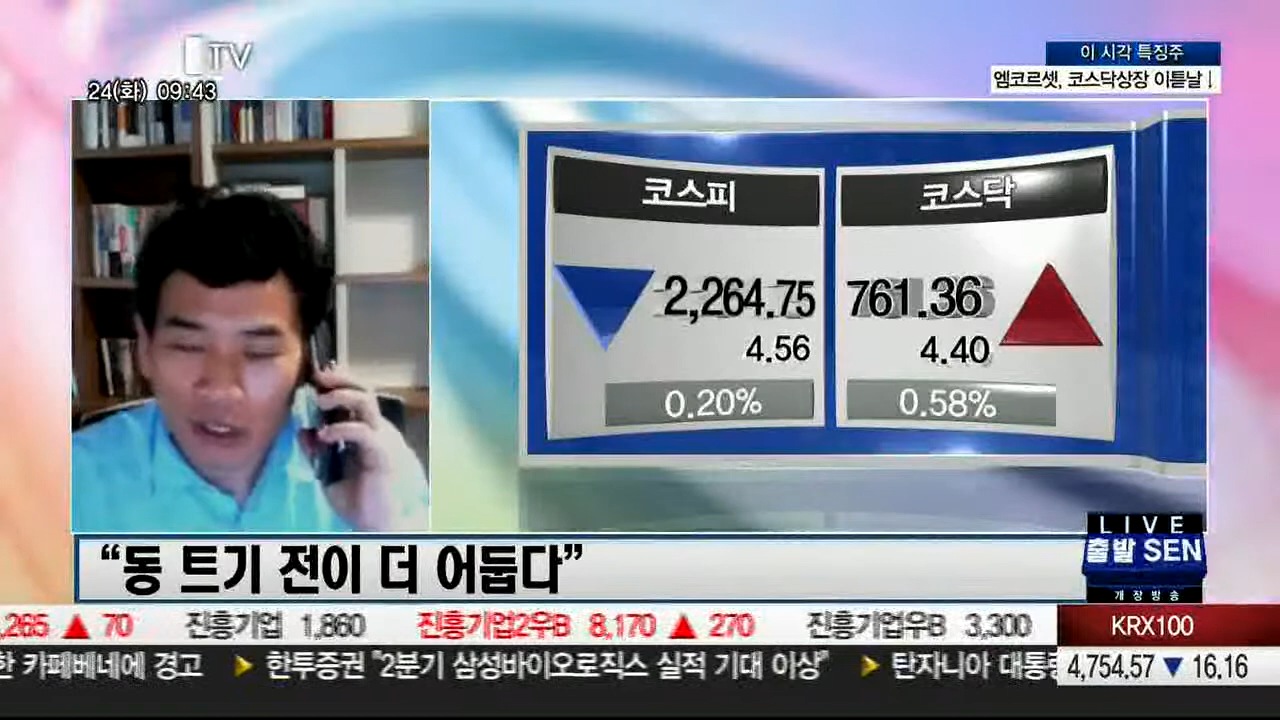 TV
24(화) 09:43
이 시각 특징주
엠코르셋, 코스닥상장 이튿날↓
코스피
▼ 2,264.75
4.56
0.20%
코스닥
761.36 ▲
4.40
0.58%
LIVE
출발 SEN
개장방송
“동 트기 전이 더 어둡다”
,265 ▲ 70 진흥기업 1,860 진흥기업2우B 8,170 ▲ 270 진흥기업우B 3,300
KRX100
한 카페베네에 경고 ▶ 한투증권 "2분기 삼성바이오로직스 실적 기대 이상" ▶ 탄자니아 대통령
4,754.57 ▼ 16.16